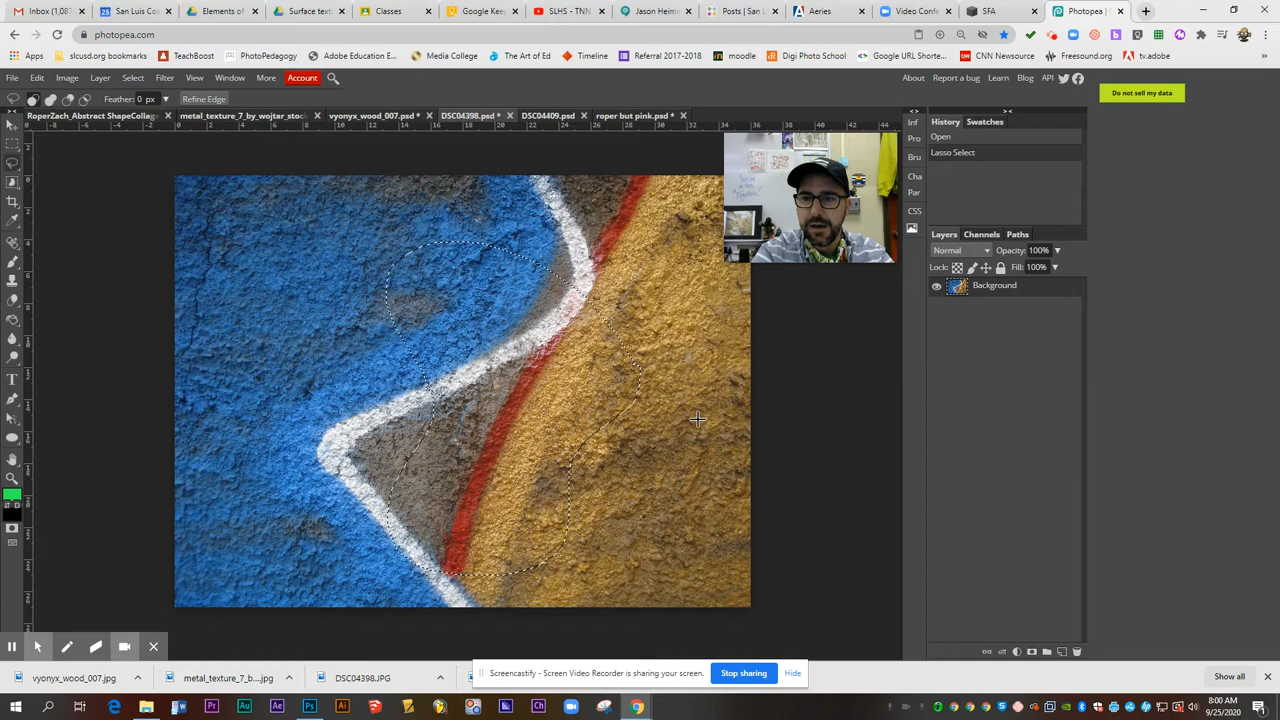 Inbox (1,08 San Luis Co Elements of Surface text Classes Google Keep SLHS - TNN Jason Heim Posts | San L Aeries Video Conf SFA Photopea | O
photopea.com
Apps slcusd.org bookmarks TeachBoost PhotoPedagogy Adobe Education E... Media College The Art of Ed Timeline Referral 2017-2018 moodle Digi Photo School Google URL Shorte... CNN Newsource Freesound.org tv.adobe
File Edit Image Layer Select Filter View Window More Account About Report a bug Learn Blog API
Do not sell my data
Feather: 0 px Refine Edge
RoperZach_Abstract ShapeCollag metal_texture_7_by_wojtar_stock vyonyx_wood_007.psd * DSC04398.psd * DSC04409.psd roper but pink.psd *
Inf History Swatches
Pro Open
Bru Lasso Select
Cha
Par
CSS
Layers Channels Paths
Normal Opacity: 100%
Lock: Fill: 100%
Background
Screencastify - Screen Video Recorder is sharing your screen. Stop sharing Hide
vyonyx_wood_007.jpg metal_texture_7_b....jpg DSC04398.JPG Show all
8:00 AM
9/25/2020